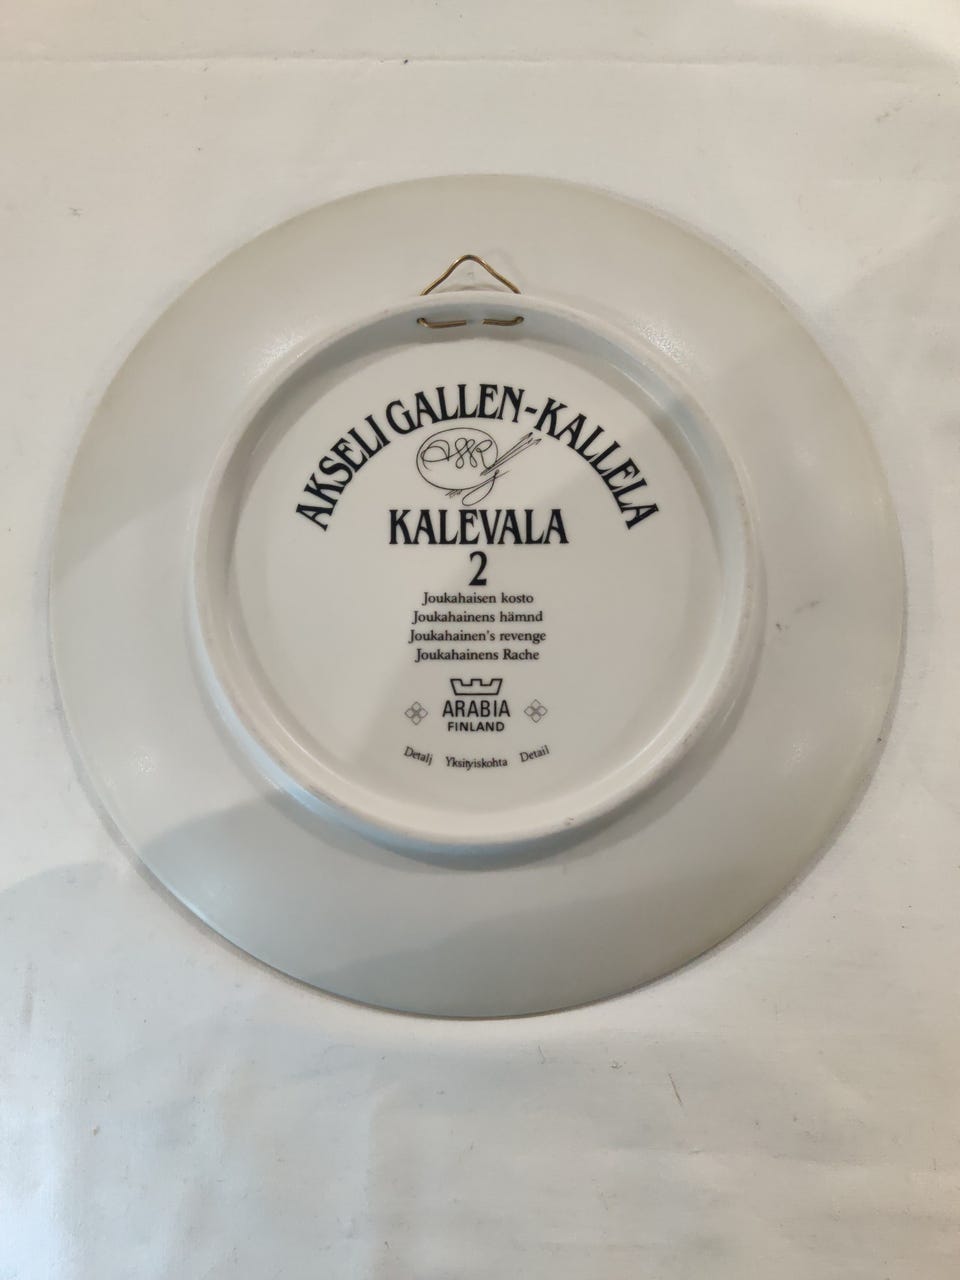 AKSELI GALLEN-KALLELA
KALEVALA
2
Joukahaisen kosto
Joukahainens hämnd
Joukahainen's revenge
Joukahainens Rache
ARABIA
FINLAND
Detalj Yksityiskohta Detail